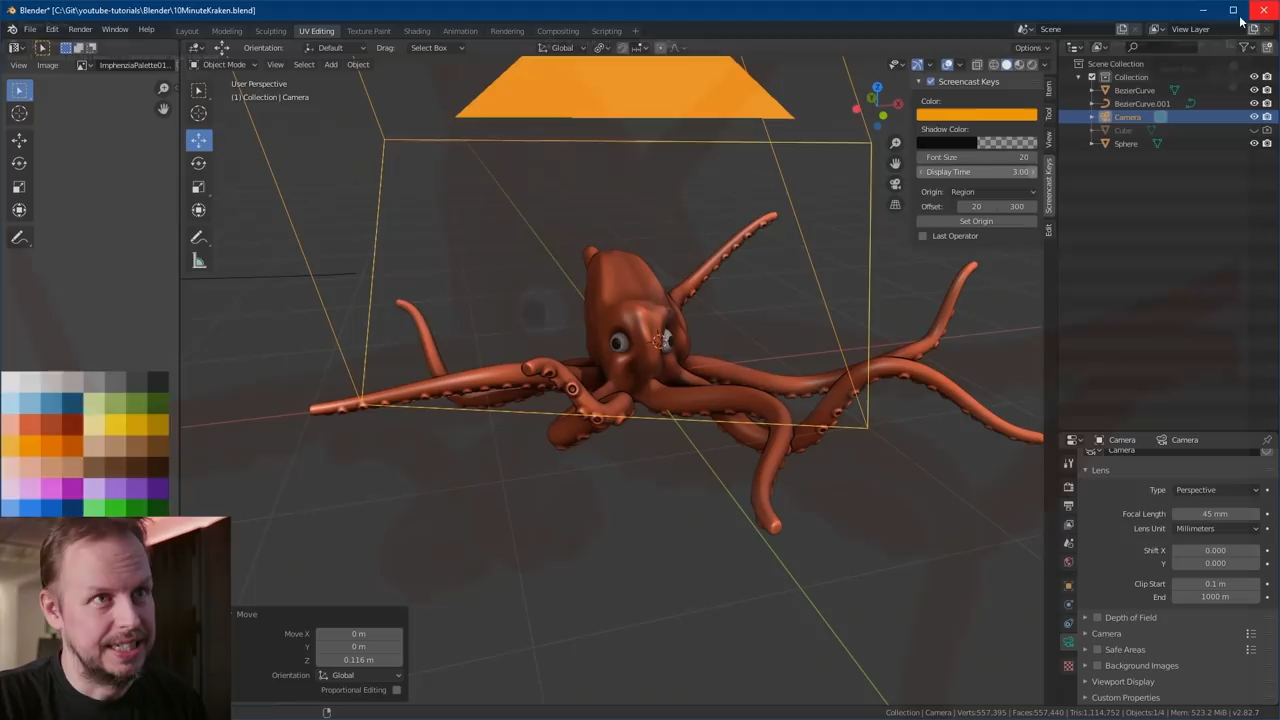 Blender* [C:\Git\youtube-tutorials\Blender\10MinuteKraken.blend]
File Edit Render Window Help
Layout Modeling Sculpting UV Editing Texture Paint Shading Animation Rendering Compositing Scripting
Scene
View Layer
Orientation: Default Drag: Select Box
Global
Options
View Image
ImphenziaPalette01...
Object Mode View Select Add Object
User Perspective
(1) Collection | Camera
Screencast Keys
Color:
Shadow Color:
Font Size 20
Display Time 3.00
Origin: Region
Offset: 20 300
Set Origin
Last Operator
Item
Tool
View
Screencast Keys
Edit
Scene Collection
Collection
BezierCurve
BezierCurve.001
Camera
Cube
Sphere
Camera Camera
Camera
Lens
Type Perspective
Focal Length 45 mm
Lens Unit Millimeters
Shift X 0.000
Y 0.000
Clip Start 0.1 m
End 1000 m
Depth of Field
Camera
Safe Areas
Background Images
Viewport Display
Custom Properties
Move
Move X 0 m
Y 0 m
Z 0.116 m
Orientation Global
Proportional Editing
Collection | Camera | Verts:557,395 | Faces:557,440 | Tris:1,114,752 | Objects:1/4 | Mem: 523.2 MiB | v2.82.7